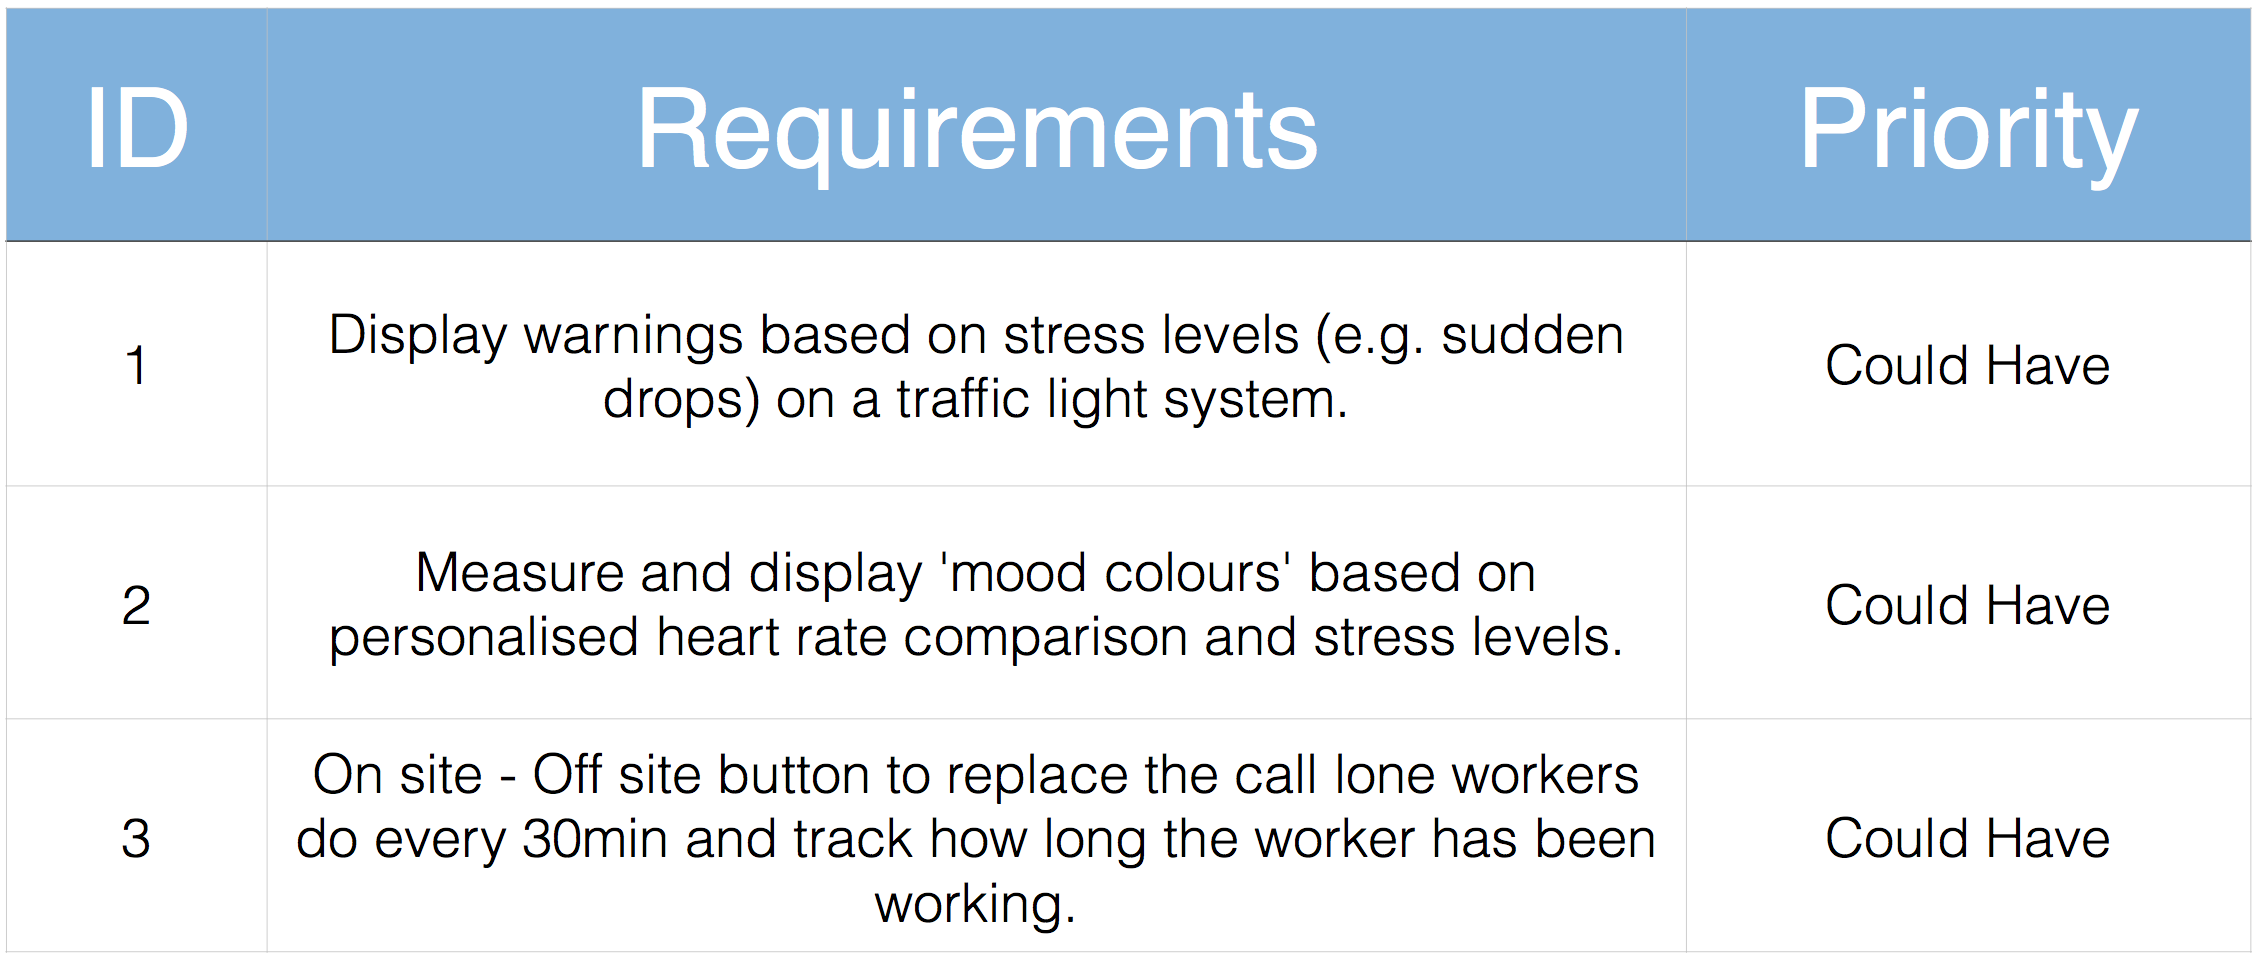 ID Requirements Priority
1 Display warnings based on stress levels (e.g. sudden
drops) on a traffic light system. Could Have
2 Measure and display 'mood colours' based on
personalised heart rate comparison and stress levels. Could Have
3 On site - Off site button to replace the call lone workers
do every 30min and track how long the worker has been
working. Could Have